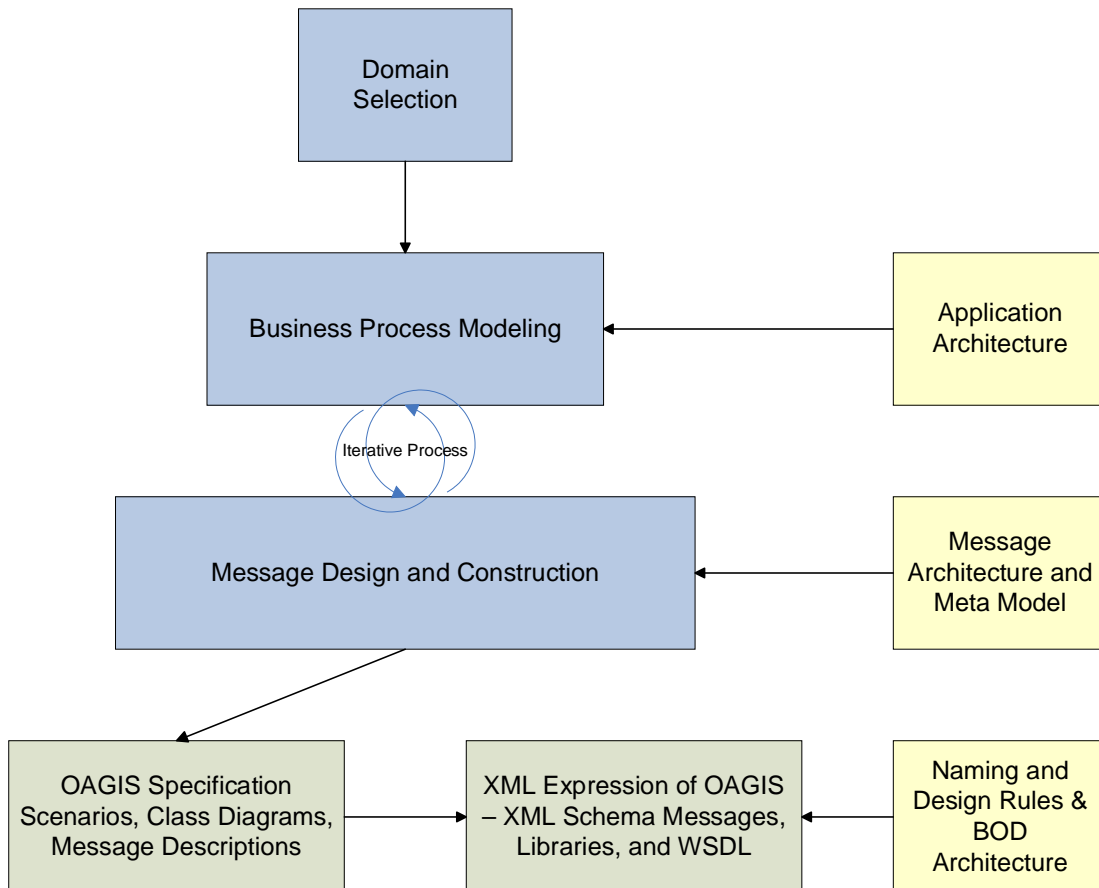 Domain
Selection
Business Process Modeling
Application
Architecture
Iterative Process
Message Design and Construction
Message
Architecture and
Meta Model
OAGIS Specification
Scenarios, Class Diagrams,
Message Descriptions
XML Expression of OAGIS
– XML Schema Messages,
Libraries, and WSDL
Naming and
Design Rules &
BOD
Architecture